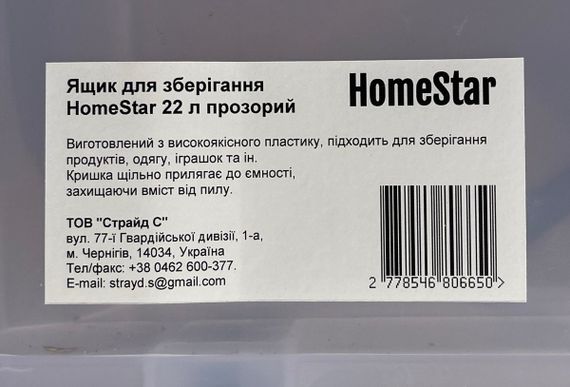 Ящик для зберігання
HomeStar 22 л прозорий
HomeStar
Виготовлений з високоякісного пластику, підходить для зберігання
продуктів, одягу, іграшок та ін.
Кришка щільно прилягає до ємності,
захищаючи вміст від пилу.
ТОВ "Страйд С"
вул. 77-ї Гвардійської дивізії, 1-а,
м. Чернігів, 14034, Україна
Тел/факс: +38 0462 600-377.
E-mail: strayd.s@gmail.com
2 778546 806650 >